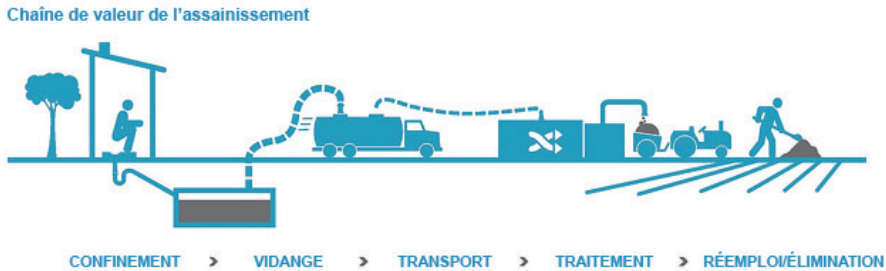 Chaîne de valeur de l'assainissement
CONFINEMENT > VIDANGE > TRANSPORT > TRAITEMENT > RÉEMPLOI/ÉLIMINATION